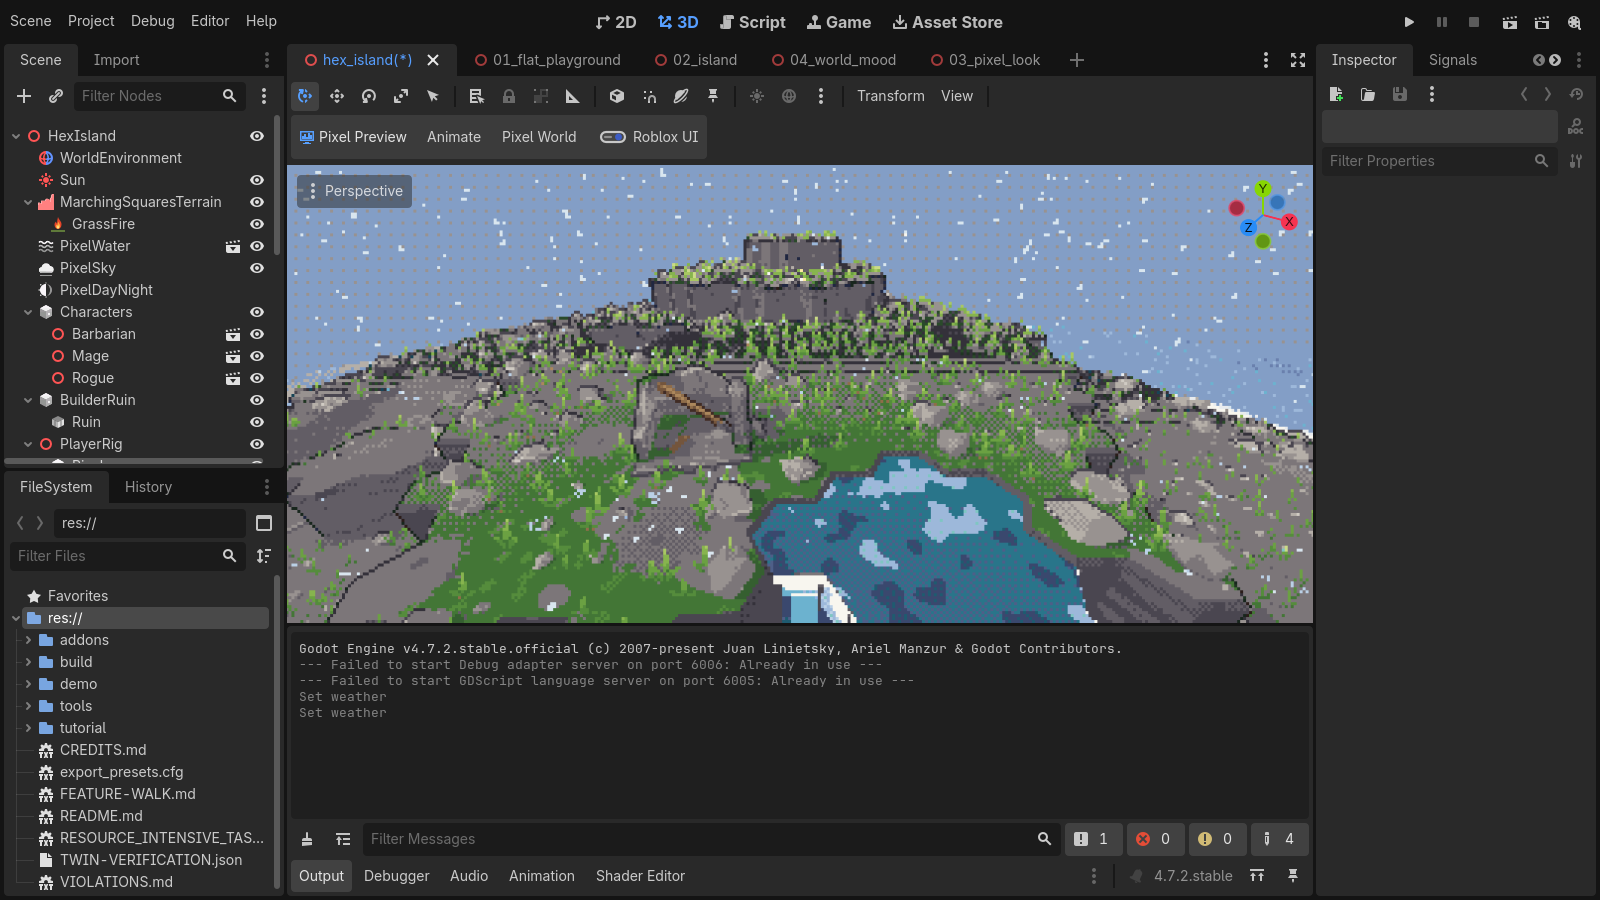 Scene Project Debug Editor Help
2D 3D Script Game Asset Store
Scene Import
Filter Nodes
HexIsland
WorldEnvironment
Sun
MarchingSquaresTerrain
GrassFire
PixelWater
PixelSky
PixelDayNight
Characters
Barbarian
Mage
Rogue
BuilderRuin
Ruin
PlayerRig
FileSystem History
res://
Filter Files
Favorites
res://
addons
build
demo
tools
tutorial
CREDITS.md
export_presets.cfg
FEATURE-WALK.md
README.md
RESOURCE_INTENSIVE_TAS...
TWIN-VERIFICATION.json
VIOLATIONS.md
hex_island(*) 01_flat_playground 02_island 04_world_mood 03_pixel_look
Transform View
Pixel Preview Animate Pixel World Roblox UI
Perspective
Y
X
Z
Godot Engine v4.7.2.stable.official (c) 2007-present Juan Linietsky, Ariel Manzur & Godot Contributors.
--- Failed to start Debug adapter server on port 6006: Already in use ---
--- Failed to start GDScript language server on port 6005: Already in use ---
Set weather
Set weather
Filter Messages 1 0 0 4
Output Debugger Audio Animation Shader Editor 4.7.2.stable
Inspector Signals
DOC
Filter Properties